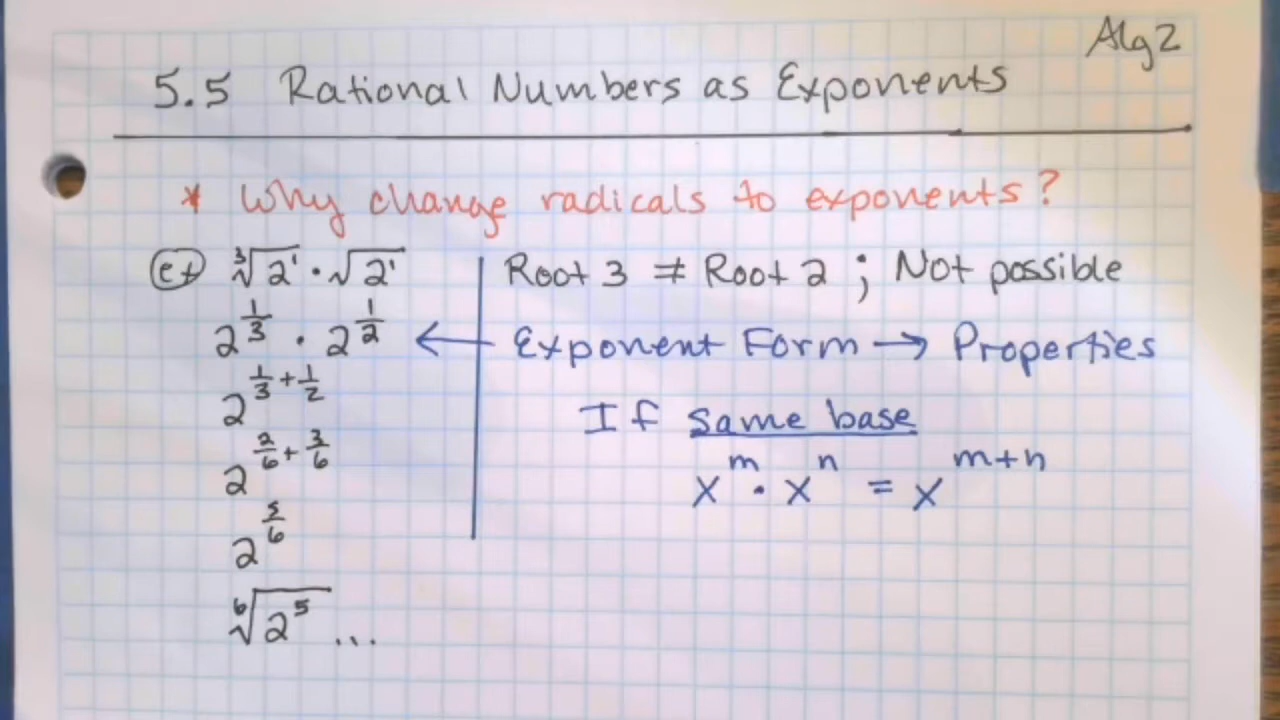 Alg 2
5.5 Rational Numbers as Exponents
* Why change radicals to exponents?
ex ∛2¹ · √2¹ Root 3 ≠ Root 2 ; Not possible
2^(1/3) · 2^(1/2) ← Exponent Form → Properties
2^(1/3 + 1/2) If same base
2^(2/6 + 3/6) x^m · x^n = x^(m+n)
2^(5/6)
⁶√2⁵ ...